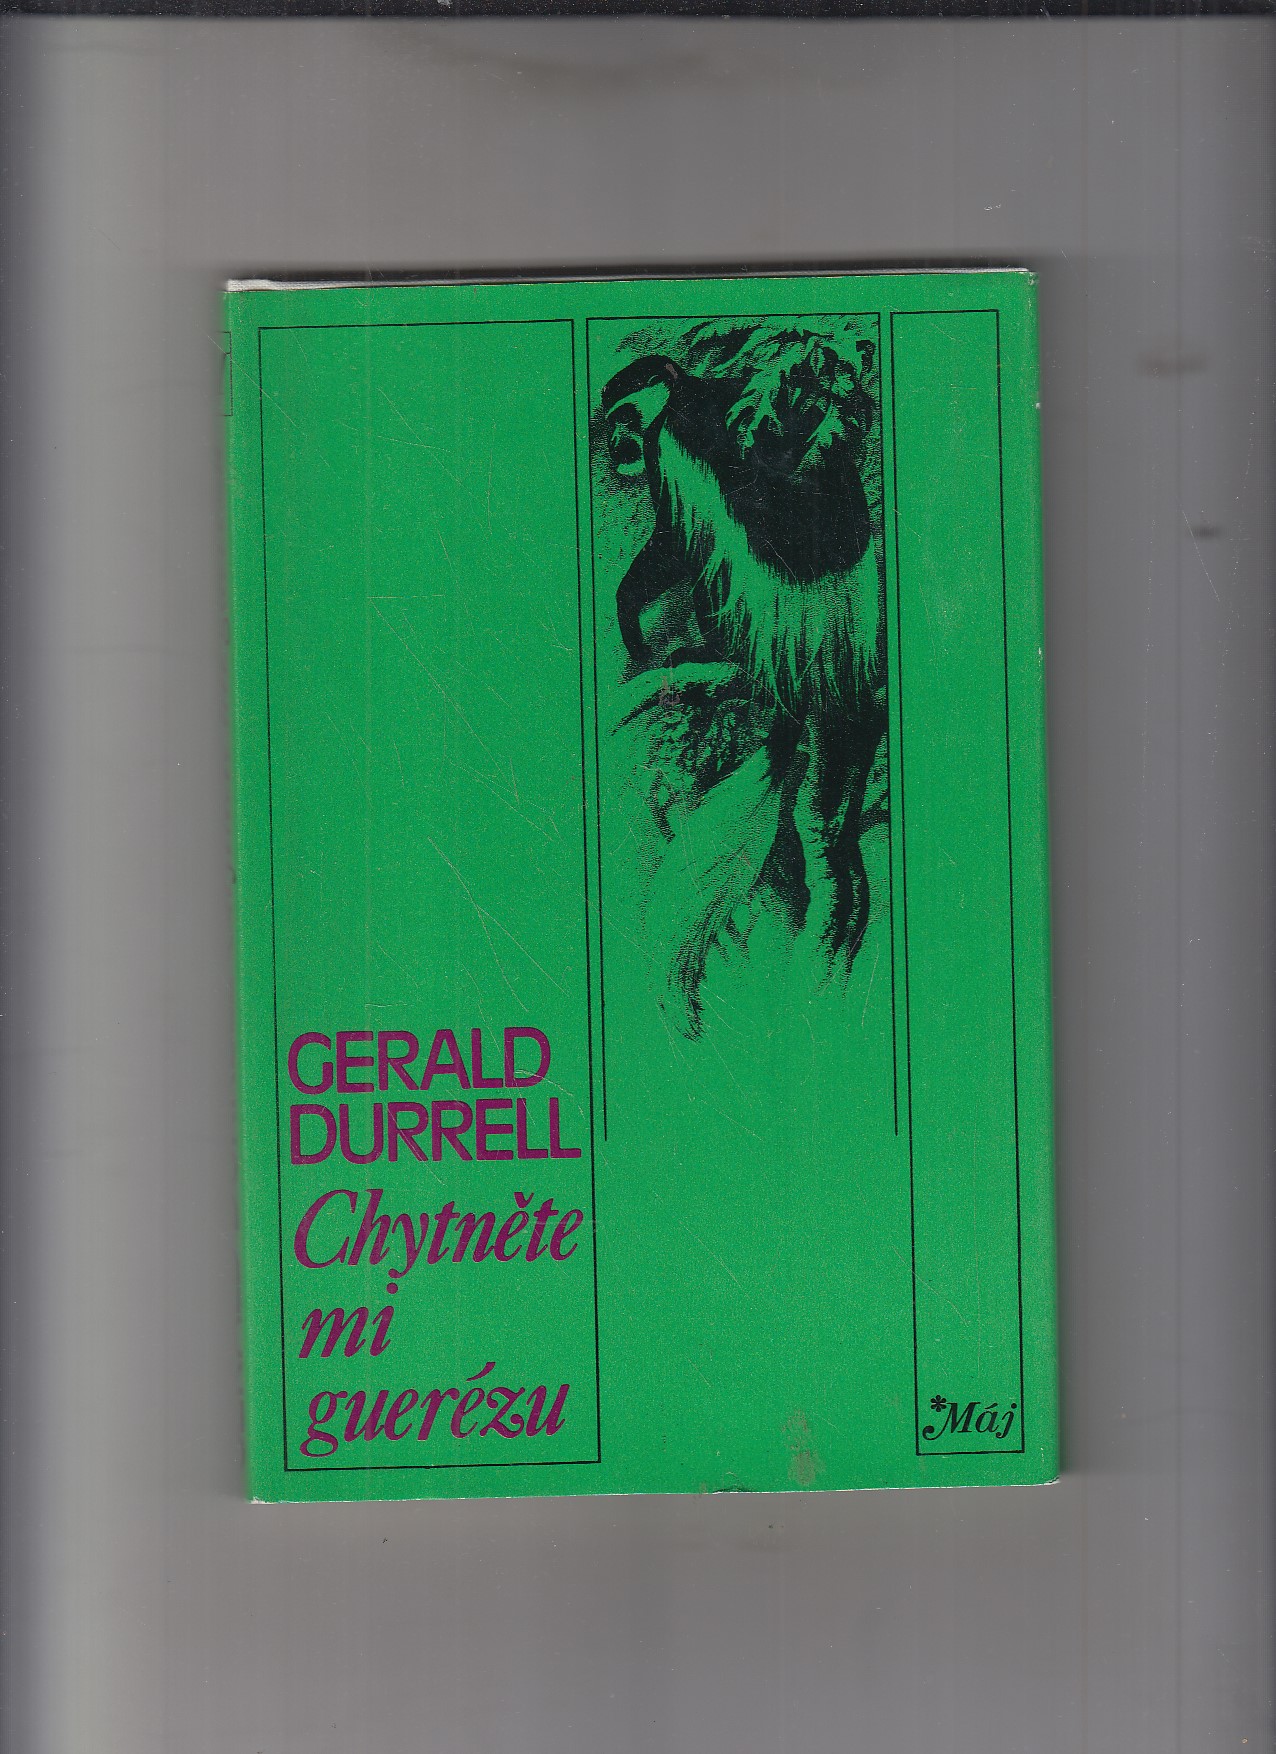 GERALD
DURRELL
Chytněte
mi
guerézu
*Máj